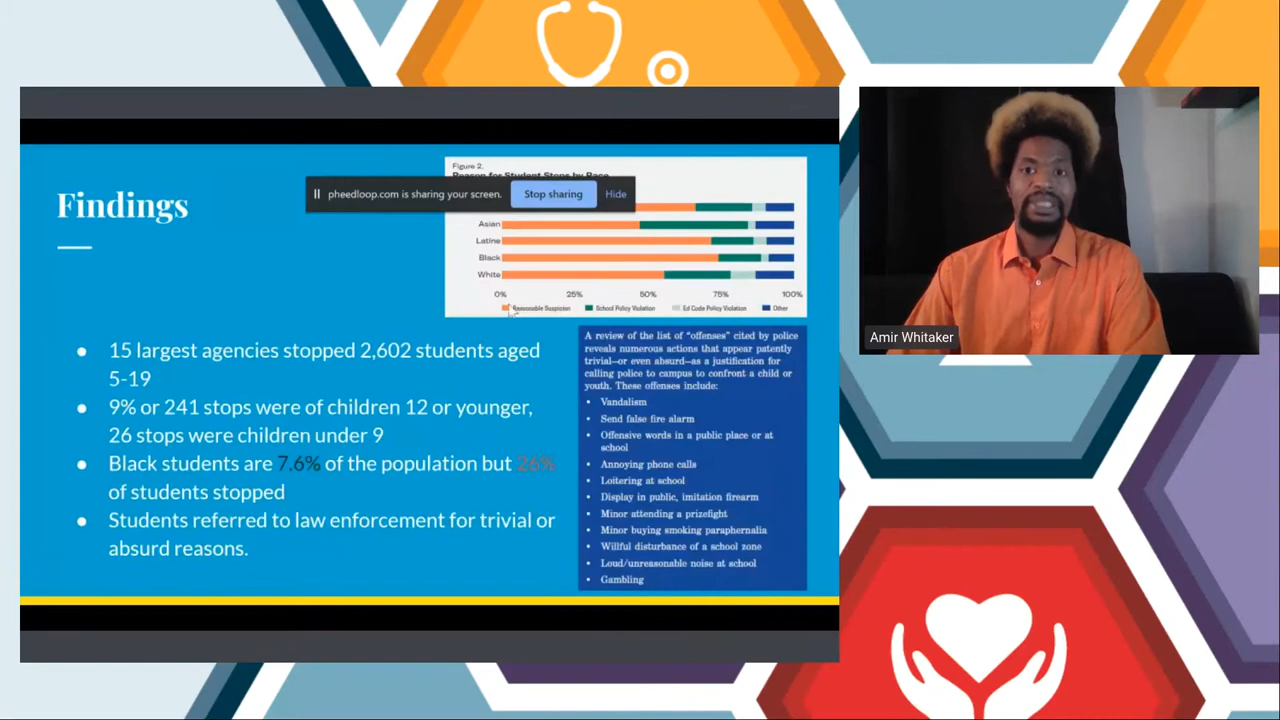 Findings
Figure 2.
Reason for Student Stops by Race
pheedloop.com is sharing your screen.
Stop sharing
Hide
Asian
Latine
Black
White
0% 25% 50% 75% 100%
Reasonable Suspicion School Policy Violation Ed Code Policy Violation Other
15 largest agencies stopped 2,602 students aged
5-19
9% or 241 stops were of children 12 or younger,
26 stops were children under 9
Black students are 7.6% of the population but 26%
of students stopped
Students referred to law enforcement for trivial or
absurd reasons.
A review of the list of “offenses” cited by police
reveals numerous actions that appear patently
trivial—or even absurd—as a justification for
calling police to campus to confront a child or
youth. These offenses include:
Vandalism
Send false fire alarm
Offensive words in a public place or at
school
Annoying phone calls
Loitering at school
Display in public, imitation firearm
Minor attending a prizefight
Minor buying smoking paraphernalia
Willful disturbance of a school zone
Loud/unreasonable noise at school
Gambling
Amir Whitaker